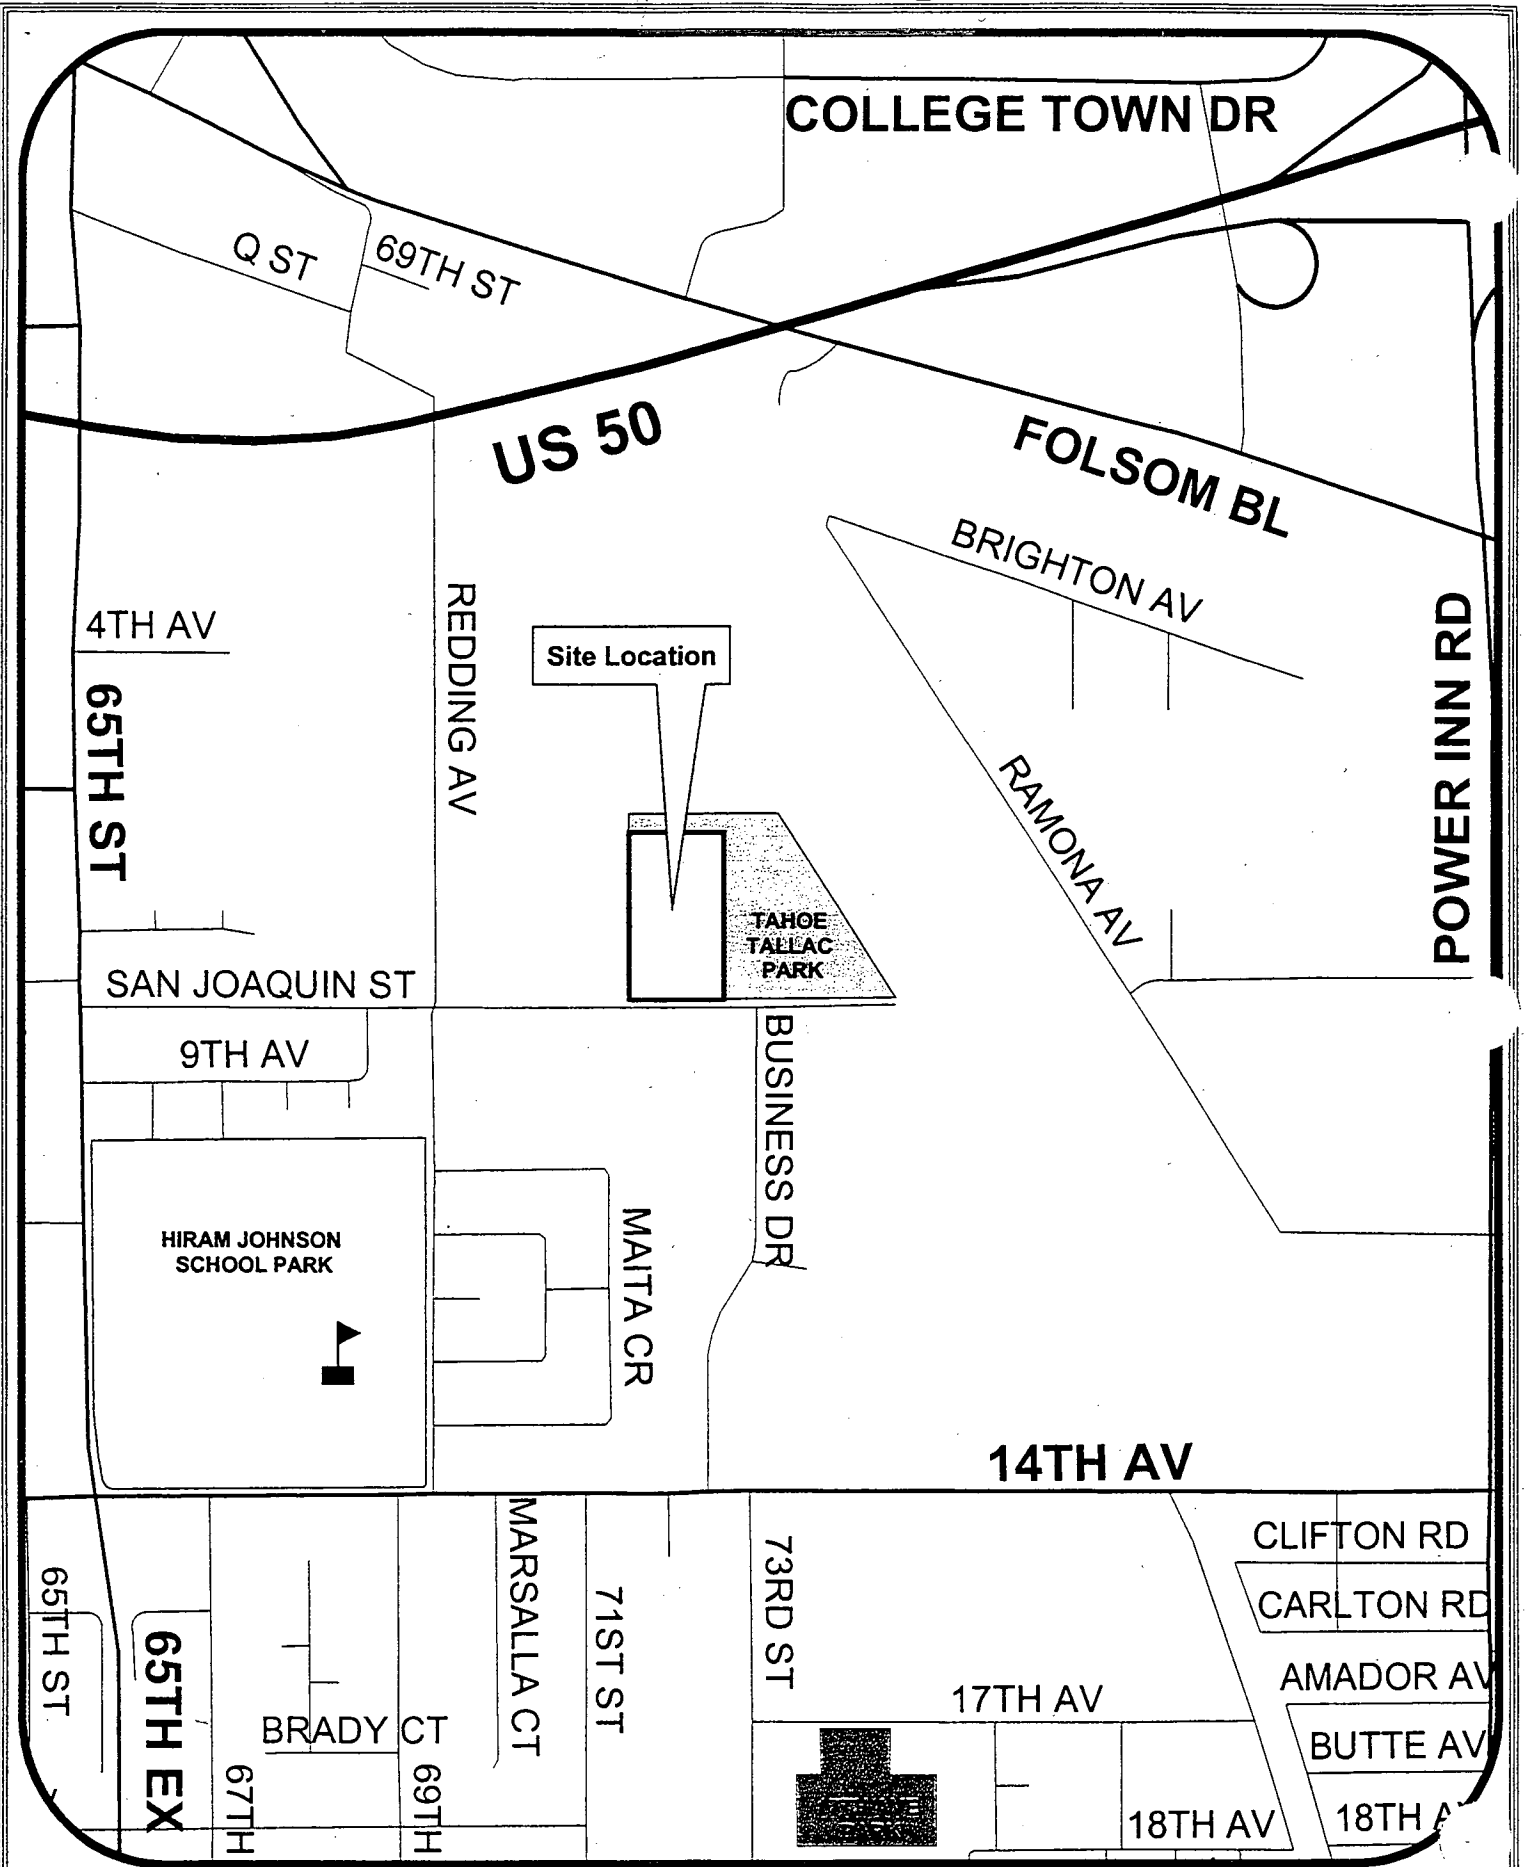 COLLEGE TOWN DR
Q ST
69TH ST
US 50
FOLSOM BL
BRIGHTON AV
4TH AV
REDDING AV
Site Location
65TH ST
POWER INN RD
RAMONA AV
TAHOE
TALLAC
PARK
SAN JOAQUIN ST
9TH AV
BUSINESS DR
HIRAM JOHNSON
SCHOOL PARK
MAITA CR
14TH AV
CLIFTON RD
CARLTON RD
65TH ST
65TH EX
MARSALLA CT
71ST ST
73RD ST
17TH AV
AMADOR AV
BRADY CT
BUTTE AV
67TH
69TH
18TH AV
18TH